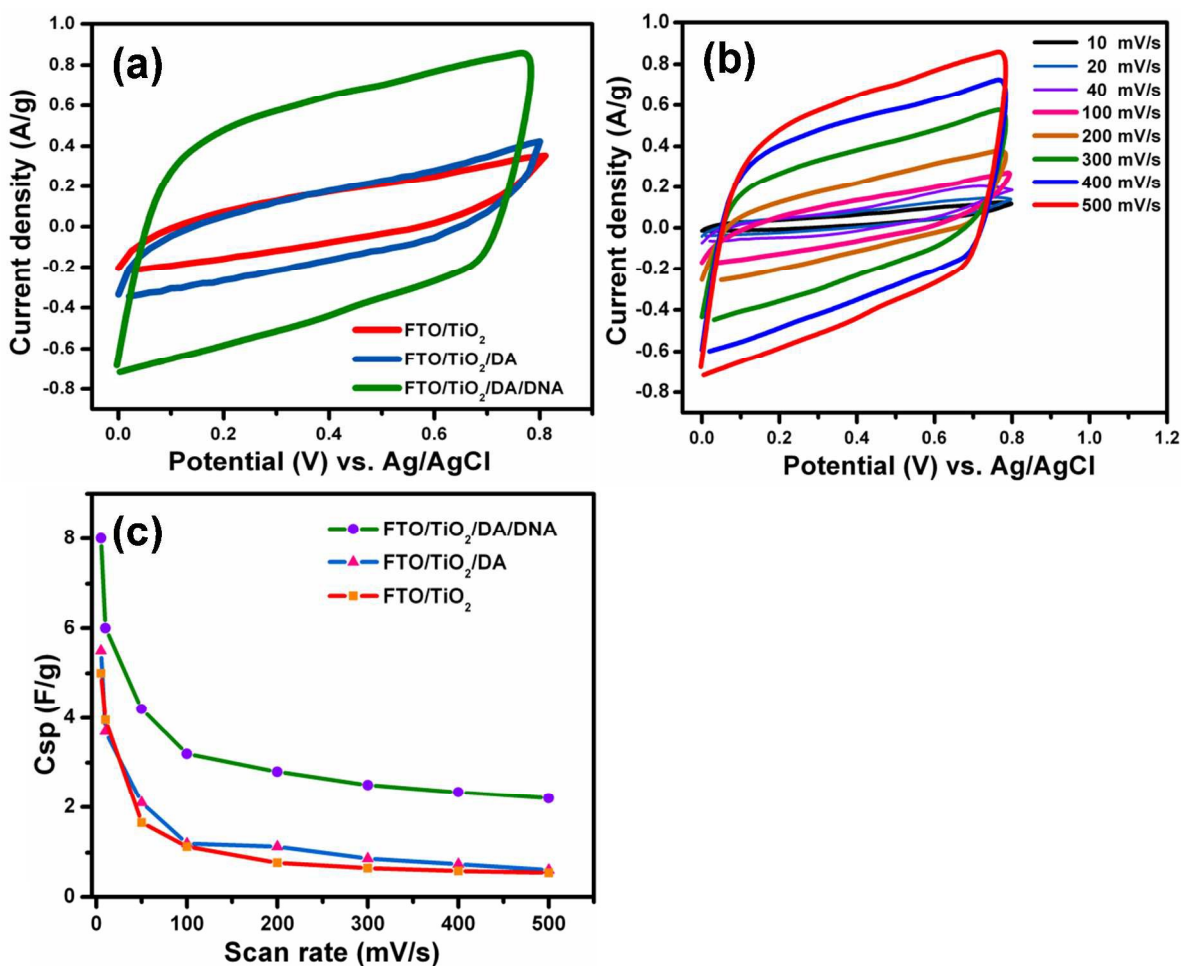 (a)
Current density (A/g)
1.0
0.8
0.6
0.4
0.2
0.0
-0.2
-0.4
-0.6
-0.8
FTO/TiO2
FTO/TiO2/DA
FTO/TiO2/DA/DNA
0.0 0.2 0.4 0.6 0.8
Potential (V) vs. Ag/AgCl
(b)
Current density (A/g)
1.0
0.8
0.6
0.4
0.2
0.0
-0.2
-0.4
-0.6
-0.8
10 mV/s
20 mV/s
40 mV/s
100 mV/s
200 mV/s
300 mV/s
400 mV/s
500 mV/s
0.0 0.2 0.4 0.6 0.8 1.0 1.2
Potential (V) vs. Ag/AgCl
(c)
Csp (F/g)
8
6
4
2
0
FTO/TiO2/DA/DNA
FTO/TiO2/DA
FTO/TiO2
0 100 200 300 400 500
Scan rate (mV/s)